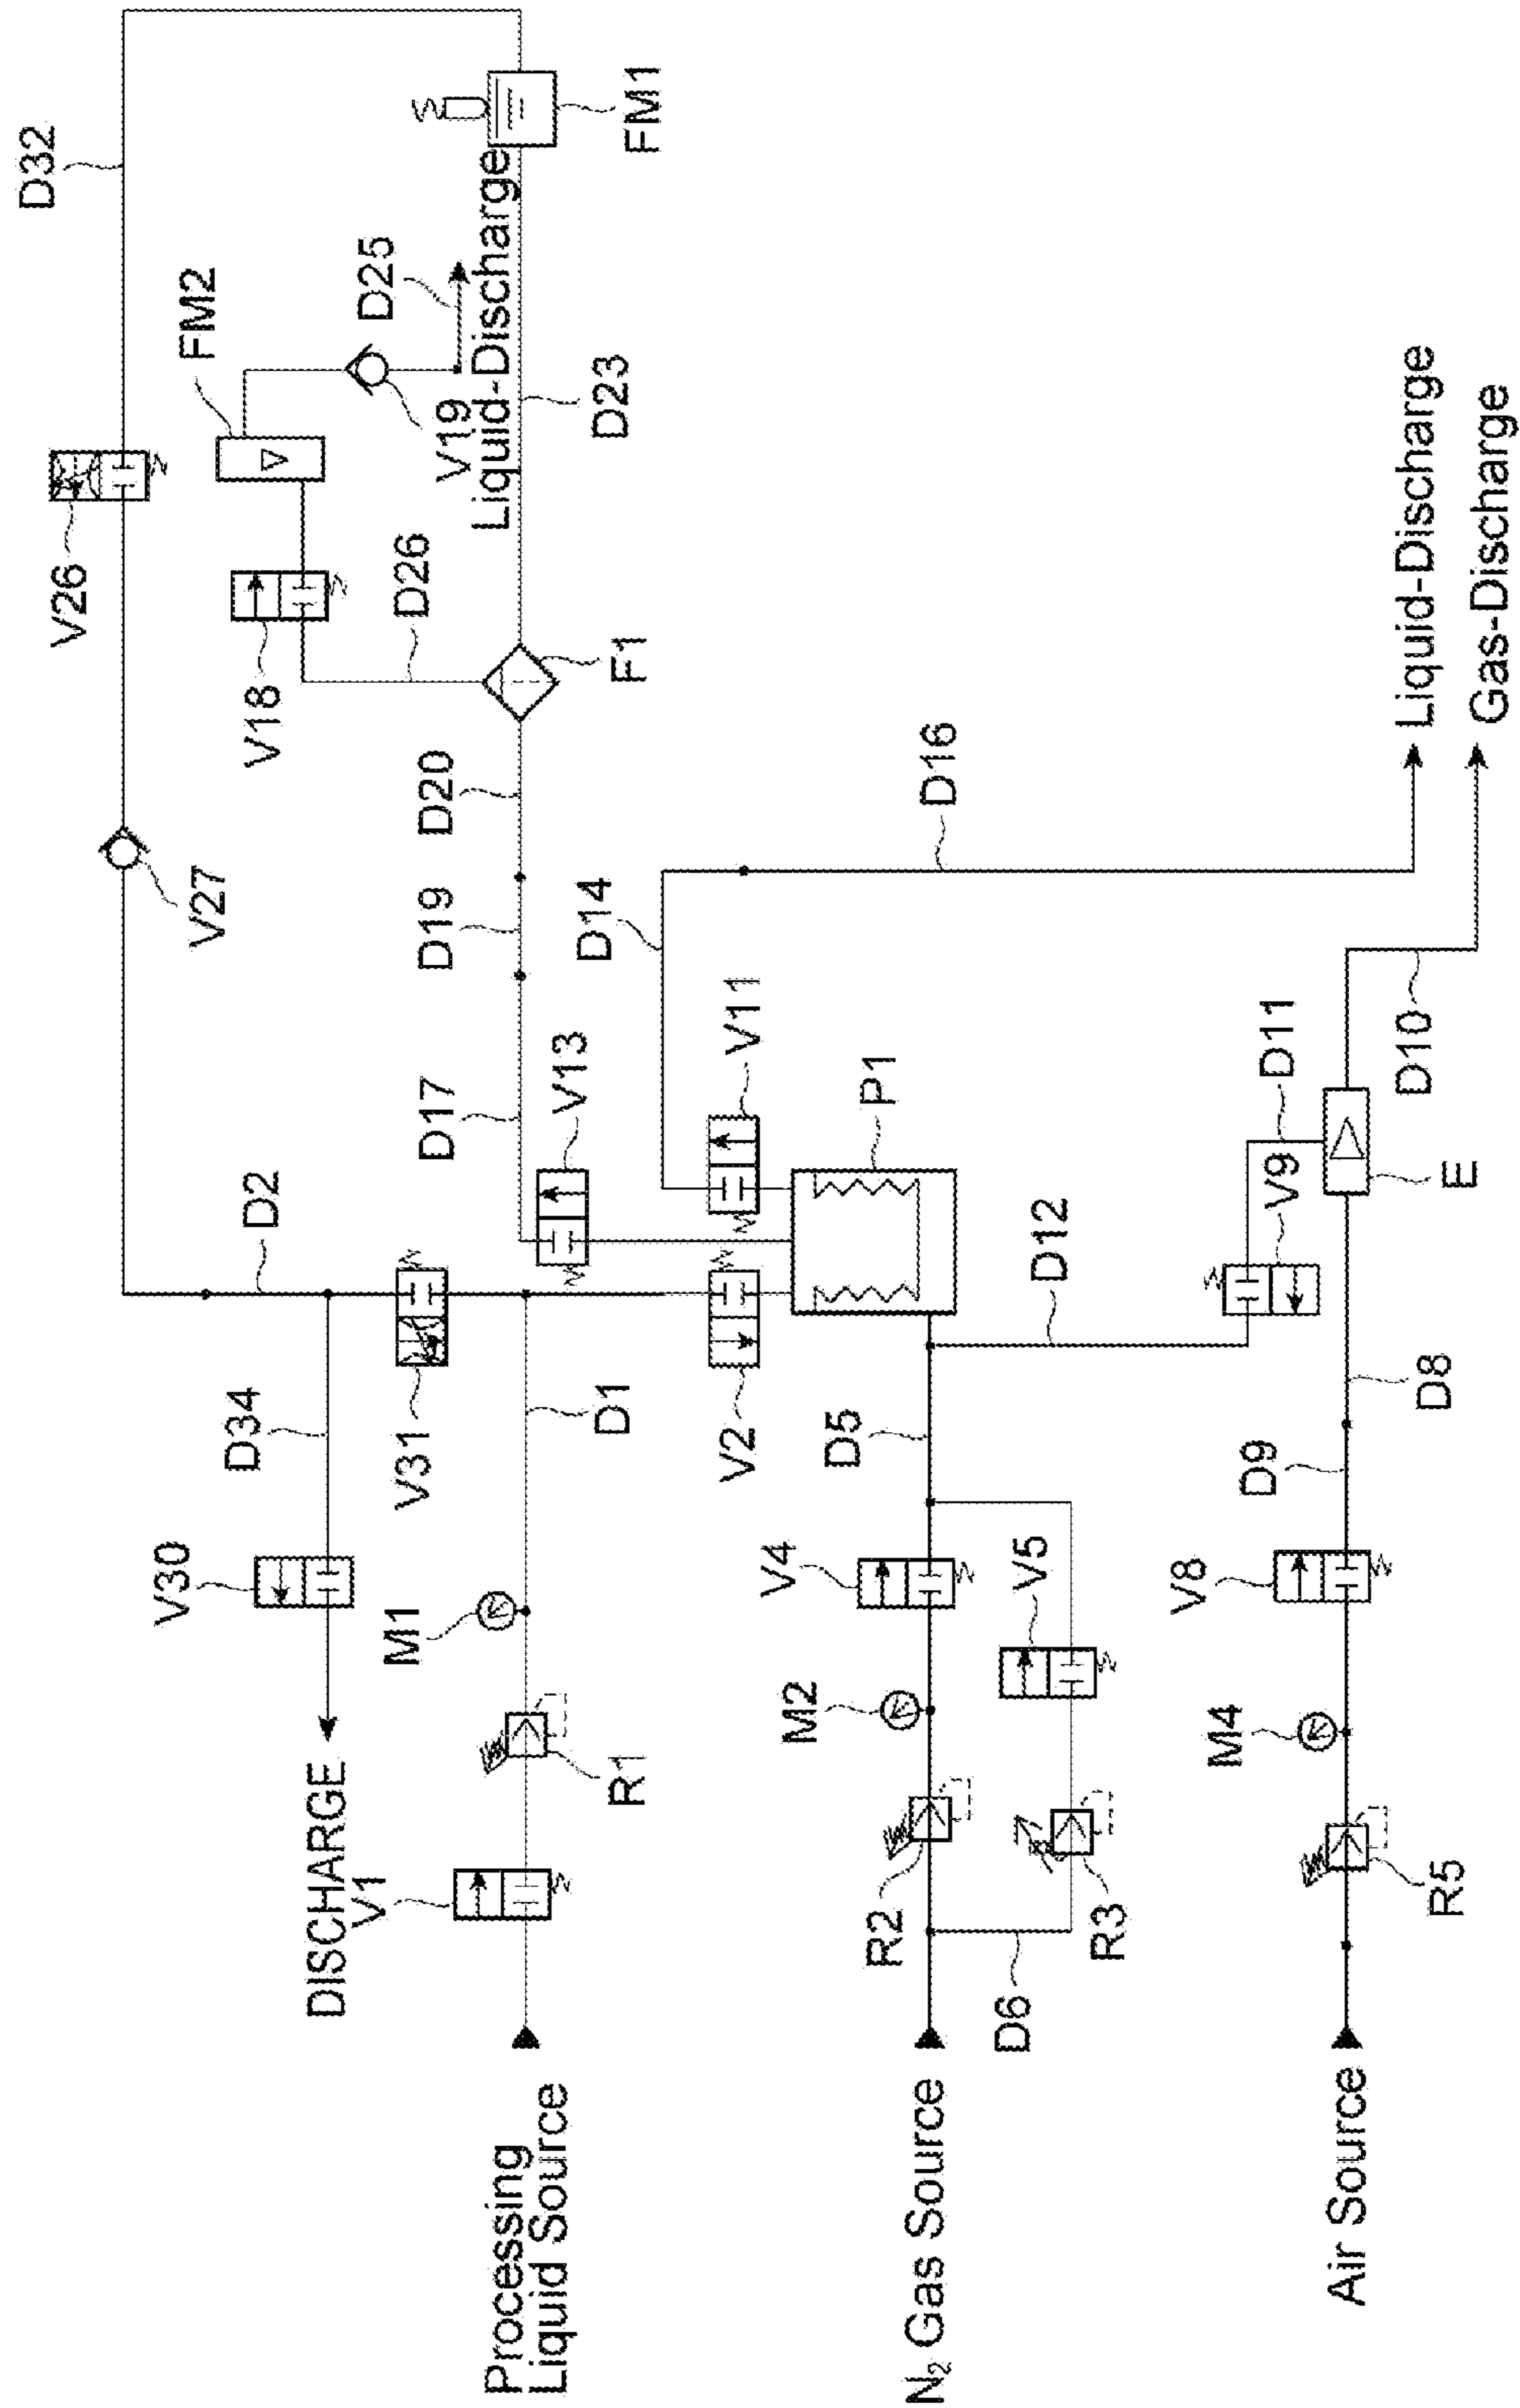 D32
V26
V27
FM2
FM1
D25
V19
Liquid-Discharge
D23
V18
D26
F1
D20
D19
D17
V13
D14
V11
D16
P1
D2
D34
V31
V30
DISCHARGE
D1
M1
R1
V1
Processing
Liquid Source
V2
D5
D12
V4
V5
M2
R2
R3
D6
N₂ Gas Source
D11
V9
E
D10
D8
D9
V8
M4
R5
Air Source
Liquid-Discharge
Gas-Discharge